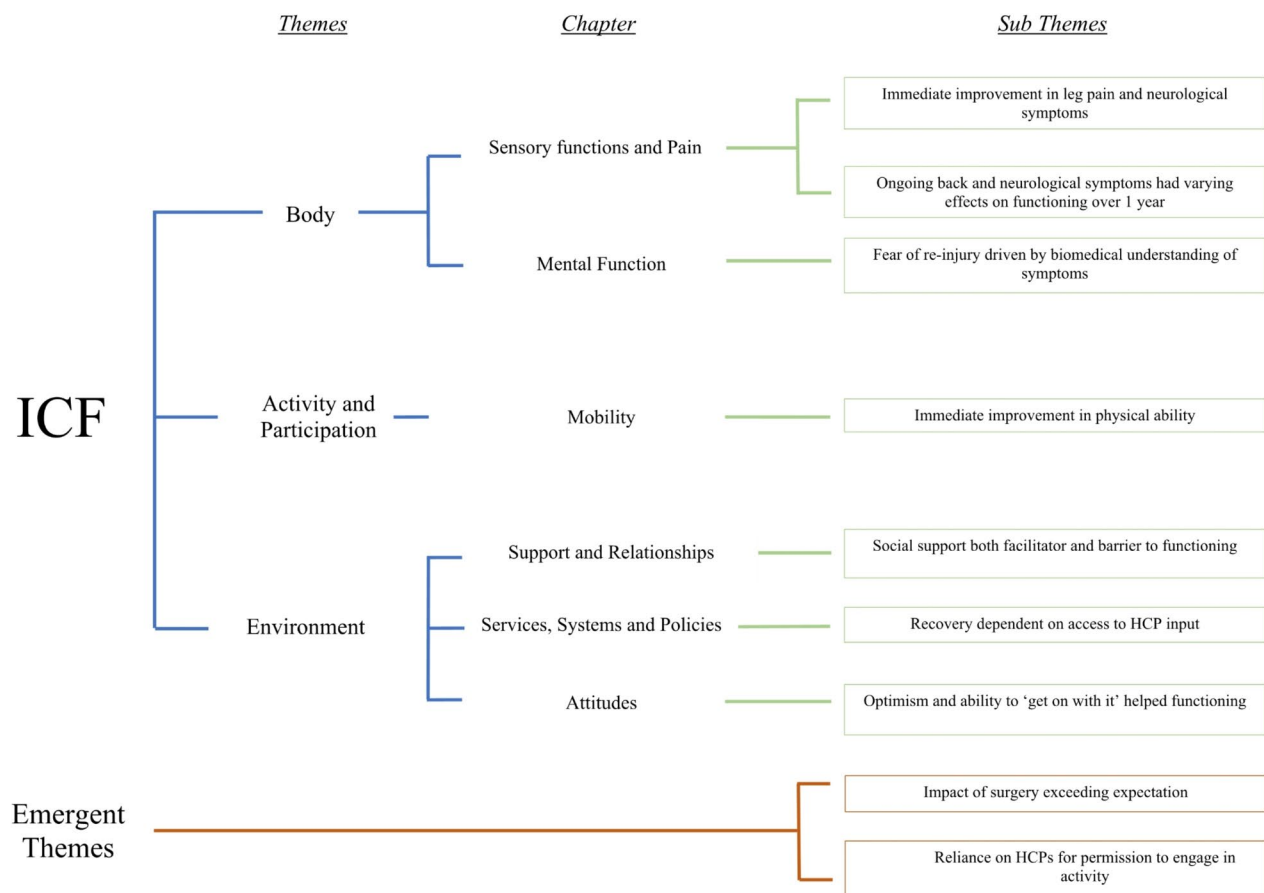 Themes
Chapter
Sub Themes
Immediate improvement in leg pain and neurological
symptoms
Sensory functions and Pain
Ongoing back and neurological symptoms had varying
effects on functioning over 1 year
Body
Mental Function
Fear of re-injury driven by biomedical understanding of
symptoms
ICF
Activity and
Participation
Mobility
Immediate improvement in physical ability
Support and Relationships
Social support both facilitator and barrier to functioning
Environment
Services, Systems and Policies
Recovery dependent on access to HCP input
Attitudes
Optimism and ability to ‘get on with it’ helped functioning
Emergent
Themes
Impact of surgery exceeding expectation
Reliance on HCPs for permission to engage in
activity